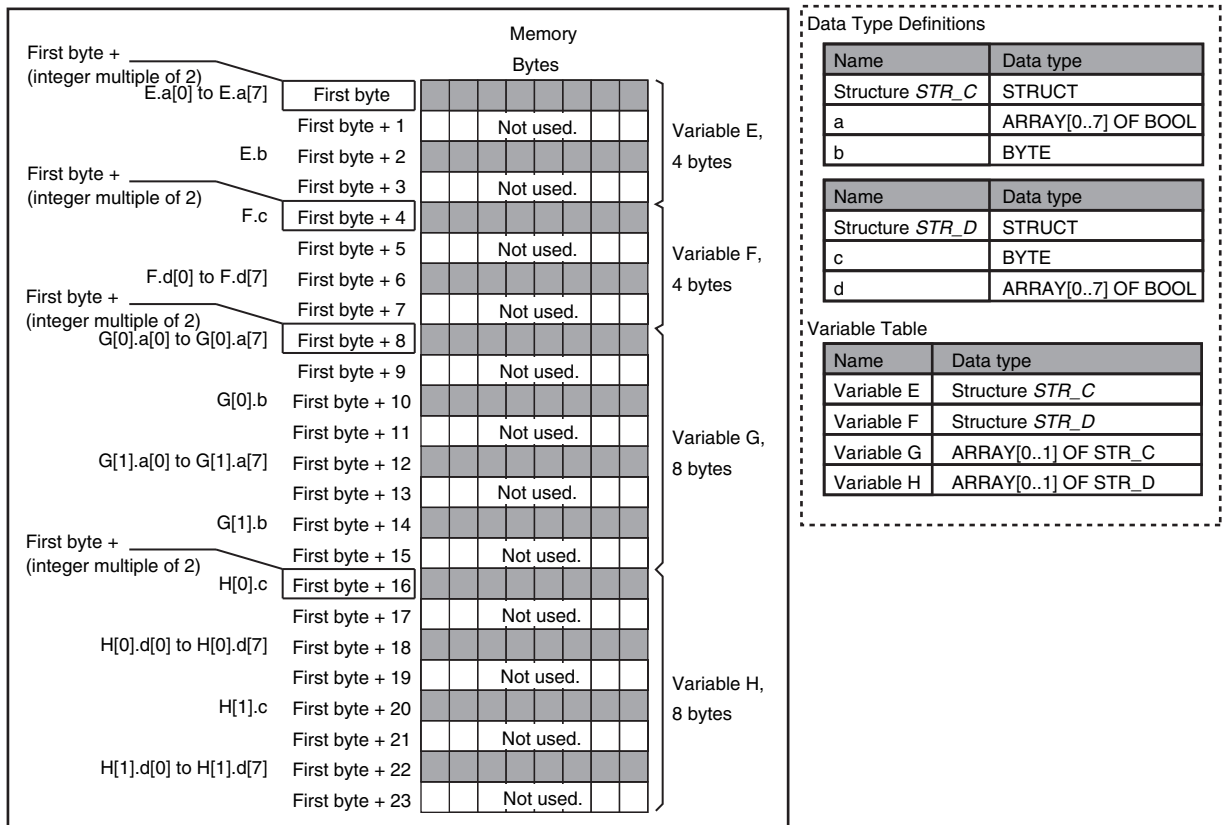 Memory
Bytes
First byte +
(integer multiple of 2)
E.a[0] to E.a[7] First byte
First byte + 1 Not used.
E.b First byte + 2
First byte + 3 Not used.
Variable E,
4 bytes
First byte +
(integer multiple of 2)
F.c First byte + 4
First byte + 5 Not used.
F.d[0] to F.d[7] First byte + 6
First byte + 7 Not used.
Variable F,
4 bytes
First byte +
(integer multiple of 2)
G[0].a[0] to G[0].a[7] First byte + 8
First byte + 9 Not used.
G[0].b First byte + 10
First byte + 11 Not used.
G[1].a[0] to G[1].a[7] First byte + 12
First byte + 13 Not used.
G[1].b First byte + 14
First byte + 15 Not used.
Variable G,
8 bytes
First byte +
(integer multiple of 2)
H[0].c First byte + 16
First byte + 17 Not used.
H[0].d[0] to H[0].d[7] First byte + 18
First byte + 19 Not used.
H[1].c First byte + 20
First byte + 21 Not used.
H[1].d[0] to H[1].d[7] First byte + 22
First byte + 23 Not used.
Variable H,
8 bytes
Data Type Definitions
Name Data type
Structure STR_C STRUCT
a ARRAY[0..7] OF BOOL
b BYTE
Name Data type
Structure STR_D STRUCT
c BYTE
d ARRAY[0..7] OF BOOL
Variable Table
Name Data type
Variable E Structure STR_C
Variable F Structure STR_D
Variable G ARRAY[0..1] OF STR_C
Variable H ARRAY[0..1] OF STR_D